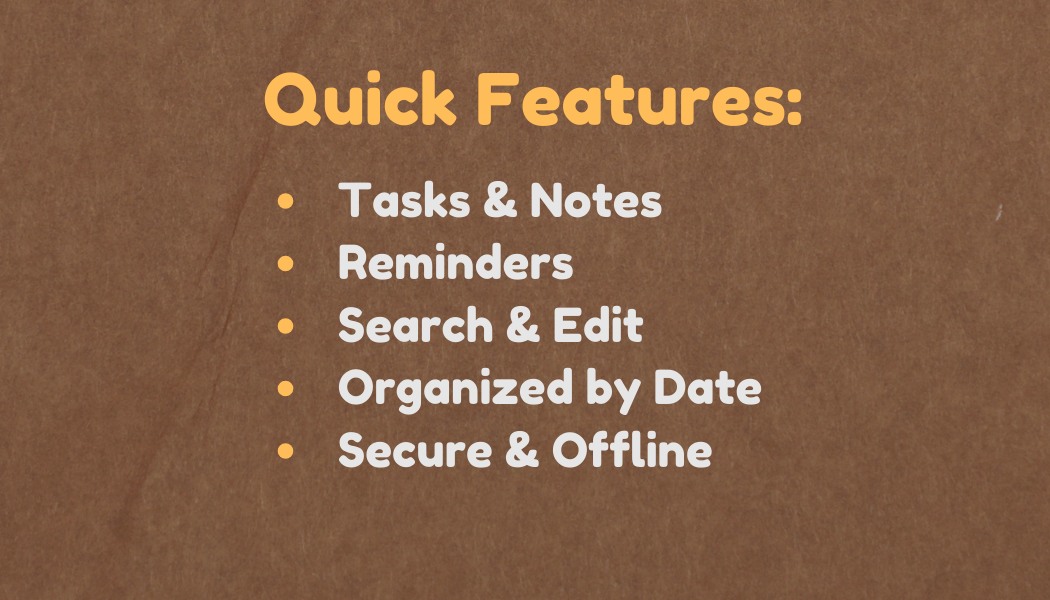 Quick Features:
• Tasks & Notes
• Reminders
• Search & Edit
• Organized by Date
• Secure & Offline